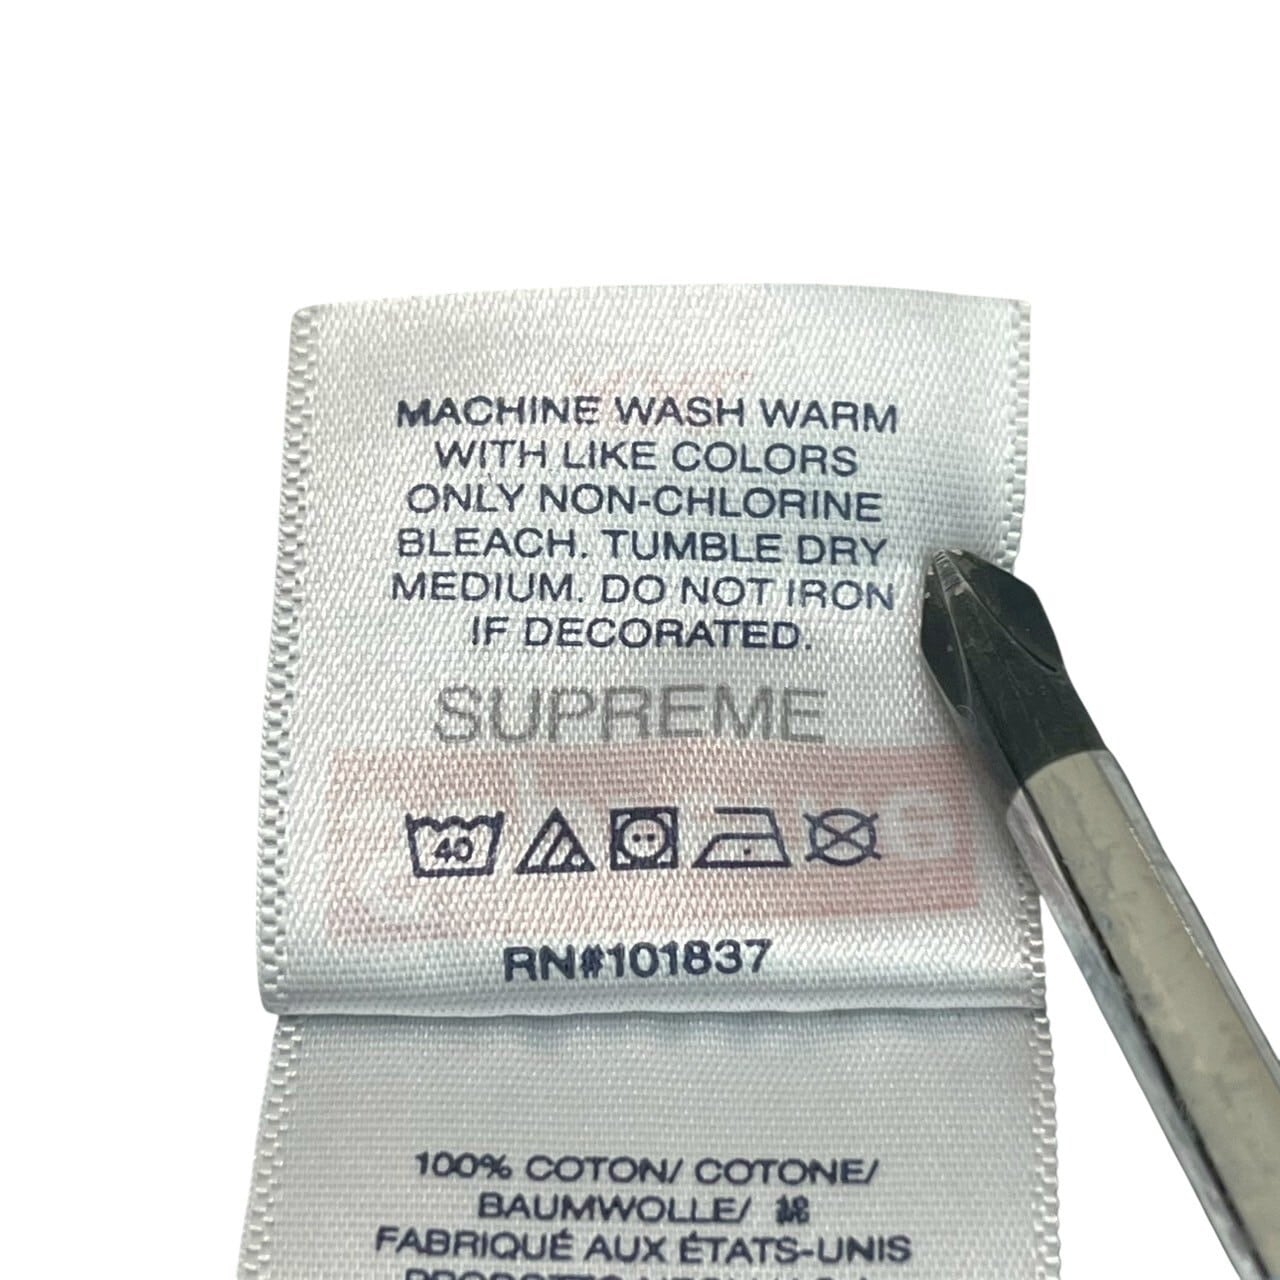 MACHINE WASH WARM
WITH LIKE COLORS
ONLY NON-CHLORINE
BLEACH. TUMBLE DRY
MEDIUM. DO NOT IRON
IF DECORATED.
SUPREME
40
RN#101837
100% COTON/ COTONE/
BAUMWOLLE/ 綿
FABRIQUÉ AUX ÉTATS-UNIS